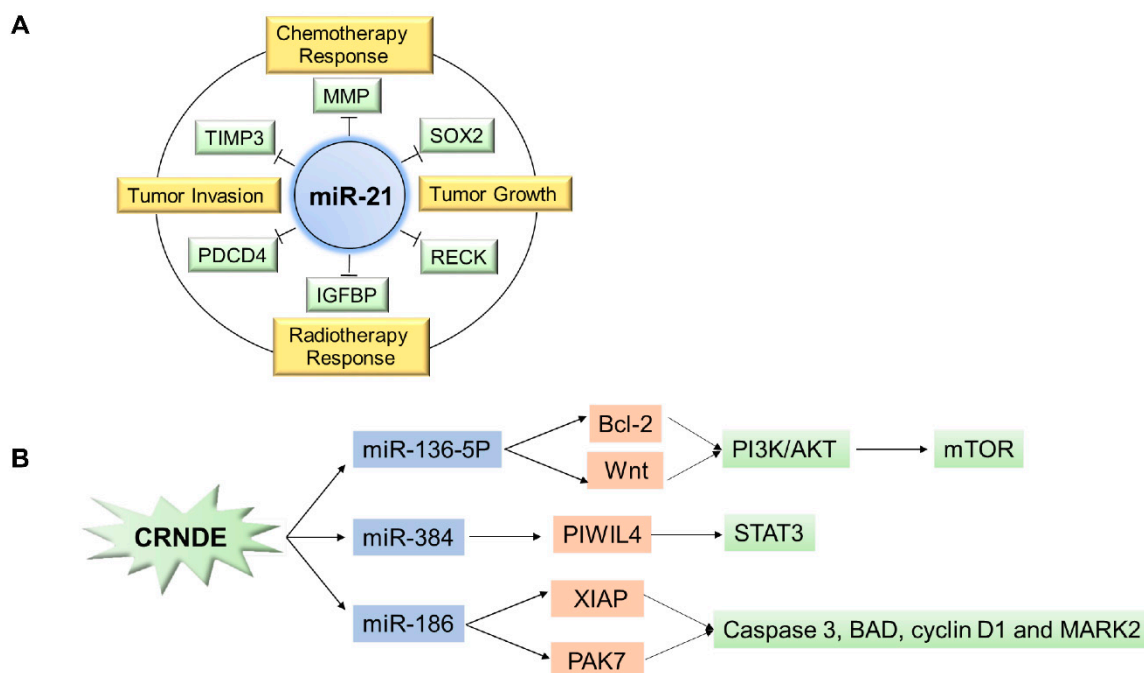 A
Chemotherapy
Response
MMP
TIMP3
SOX2
miR-21
Tumor Invasion
Tumor Growth
PDCD4
RECK
IGFBP
Radiotherapy
Response
B
CRNDE
miR-136-5P
Bcl-2
Wnt
PI3K/AKT
mTOR
miR-384
PIWIL4
STAT3
miR-186
XIAP
PAK7
Caspase 3, BAD, cyclin D1 and MARK2